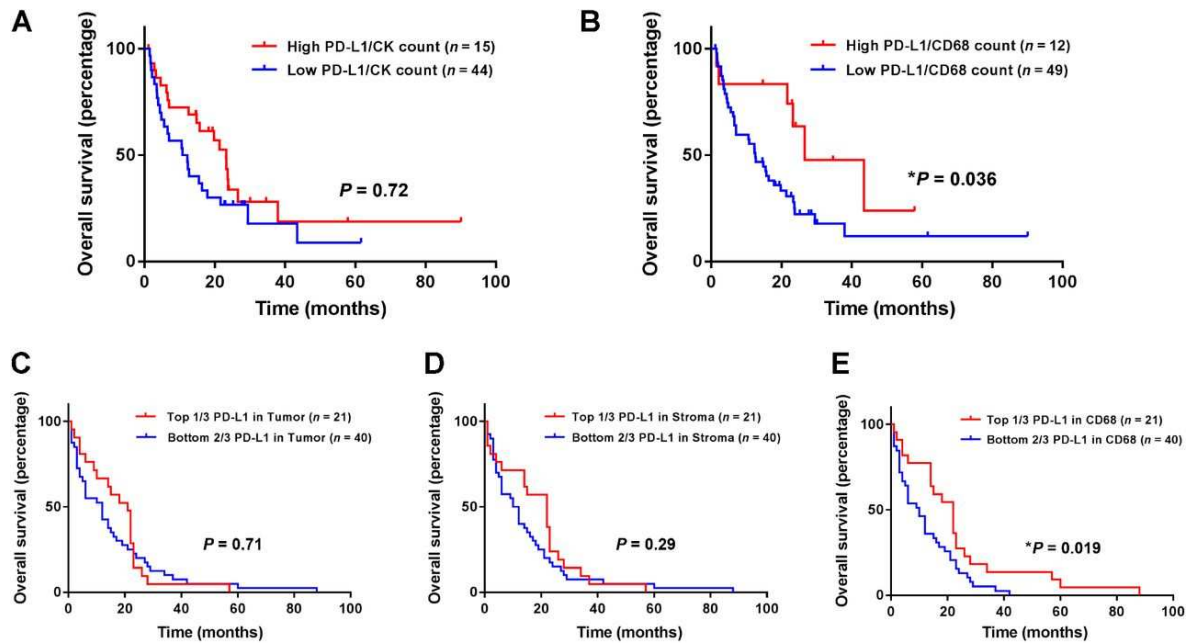 A
Overall survival (percentage)
100
50
0
High PD-L1/CK count (n = 15)
Low PD-L1/CK count (n = 44)
P = 0.72
0 20 40 60 80 100
Time (months)
B
Overall survival (percentage)
100
50
0
High PD-L1/CD68 count (n = 12)
Low PD-L1/CD68 count (n = 49)
*P = 0.036
0 20 40 60 80 100
Time (months)
C
Overall survival (percentage)
100
50
0
Top 1/3 PD-L1 in Tumor (n = 21)
Bottom 2/3 PD-L1 in Tumor (n = 40)
P = 0.71
0 20 40 60 80 100
Time (months)
D
Overall survival (percentage)
100
50
0
Top 1/3 PD-L1 in Stroma (n = 21)
Bottom 2/3 PD-L1 in Stroma (n = 40)
P = 0.29
0 20 40 60 80 100
Time (months)
E
Overall survival (percentage)
100
50
0
Top 1/3 PD-L1 in CD68 (n = 21)
Bottom 2/3 PD-L1 in CD68 (n = 40)
*P = 0.019
0 20 40 60 80 100
Time (months)